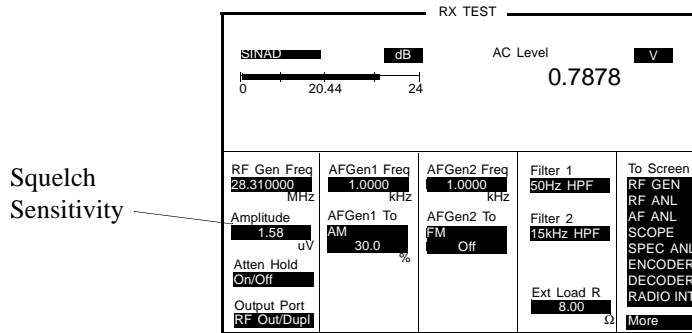 RX TEST
SINAD
dB
AC Level
V
0.7878
0
20.44
24
Squelch
Sensitivity
RF Gen Freq
28.310000
MHz
Amplitude
1.58
uV
Atten Hold
On/Off
Output Port
RF Out/Dupl
AFGen1 Freq
1.0000
kHz
AFGen1 To
AM
30.0
%
AFGen2 Freq
1.0000
kHz
AFGen2 To
FM
Off
Filter 1
50Hz HPF
Filter 2
15kHz HPF
Ext Load R
8.00
Ω
To Screen
RF GEN
RF ANL
AF ANL
SCOPE
SPEC ANL
ENCODER
DECODER
RADIO INT
More